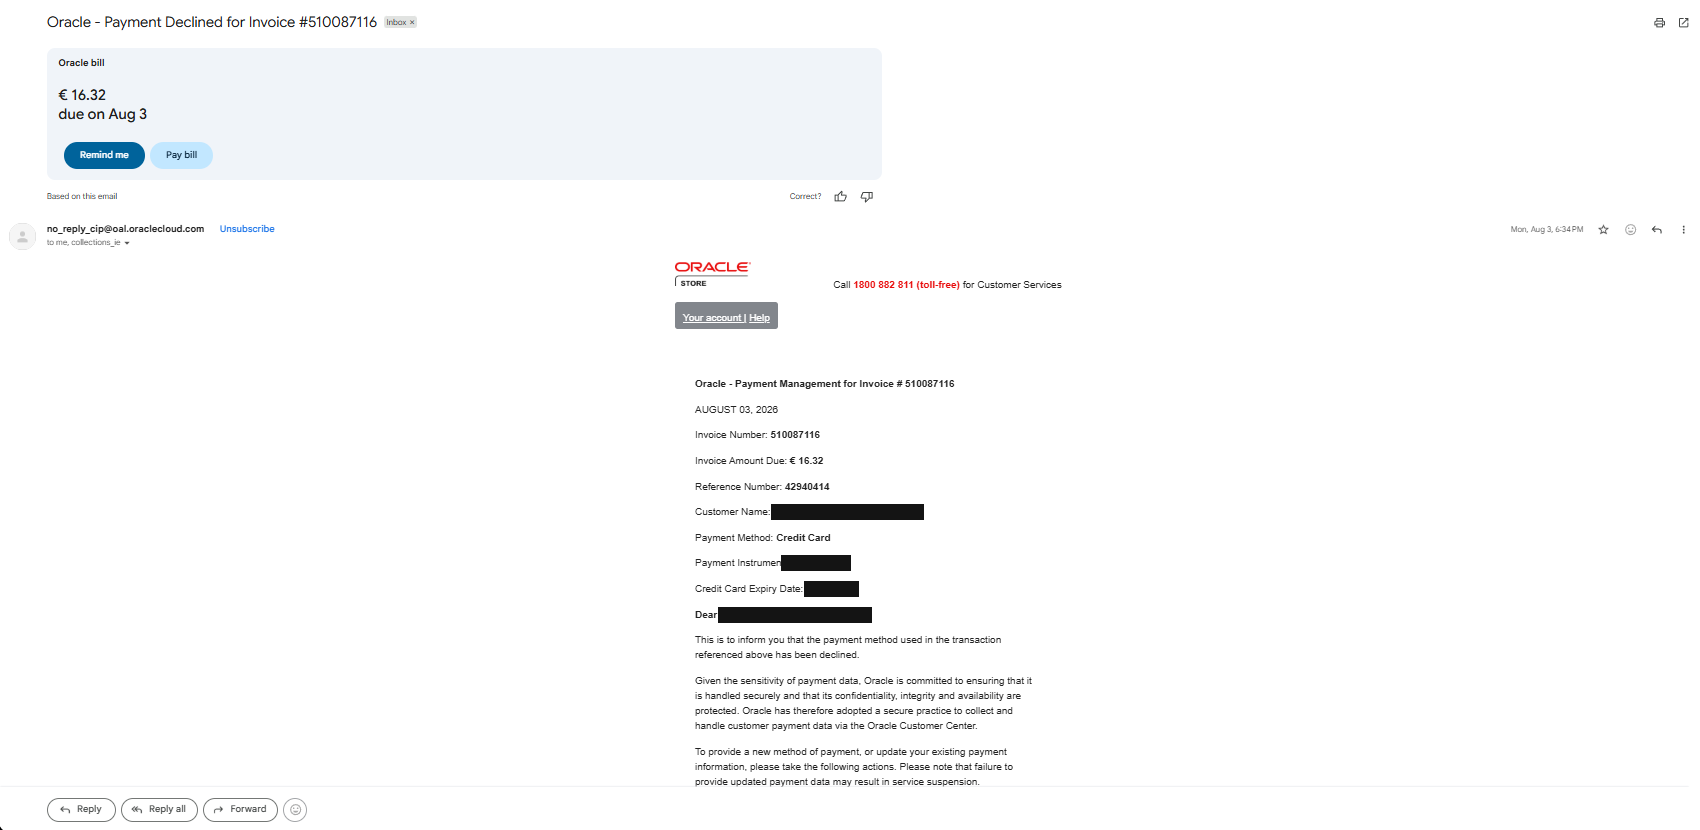 Oracle - Payment Declined for Invoice #510087116 Inbox ×
Oracle bill
€ 16.32
due on Aug 3
Remind me Pay bill
Based on this email Correct?
no_reply_cip@oal.oraclecloud.com Unsubscribe Mon, Aug 3, 6:34 PM
to me, collections_ie
ORACLE
STORE
Call 1800 882 811 (toll-free) for Customer Services
Your account | Help
Oracle - Payment Management for Invoice # 510087116
AUGUST 03, 2026
Invoice Number: 510087116
Invoice Amount Due: € 16.32
Reference Number: 42940414
Customer Name:
Payment Method: Credit Card
Payment Instrumen
Credit Card Expiry Date:
Dear
This is to inform you that the payment method used in the transaction
referenced above has been declined.
Given the sensitivity of payment data, Oracle is committed to ensuring that it
is handled securely and that its confidentiality, integrity and availability are
protected. Oracle has therefore adopted a secure practice to collect and
handle customer payment data via the Oracle Customer Center.
To provide a new method of payment, or update your existing payment
information, please take the following actions. Please note that failure to
provide updated payment data may result in service suspension.
Reply Reply all Forward